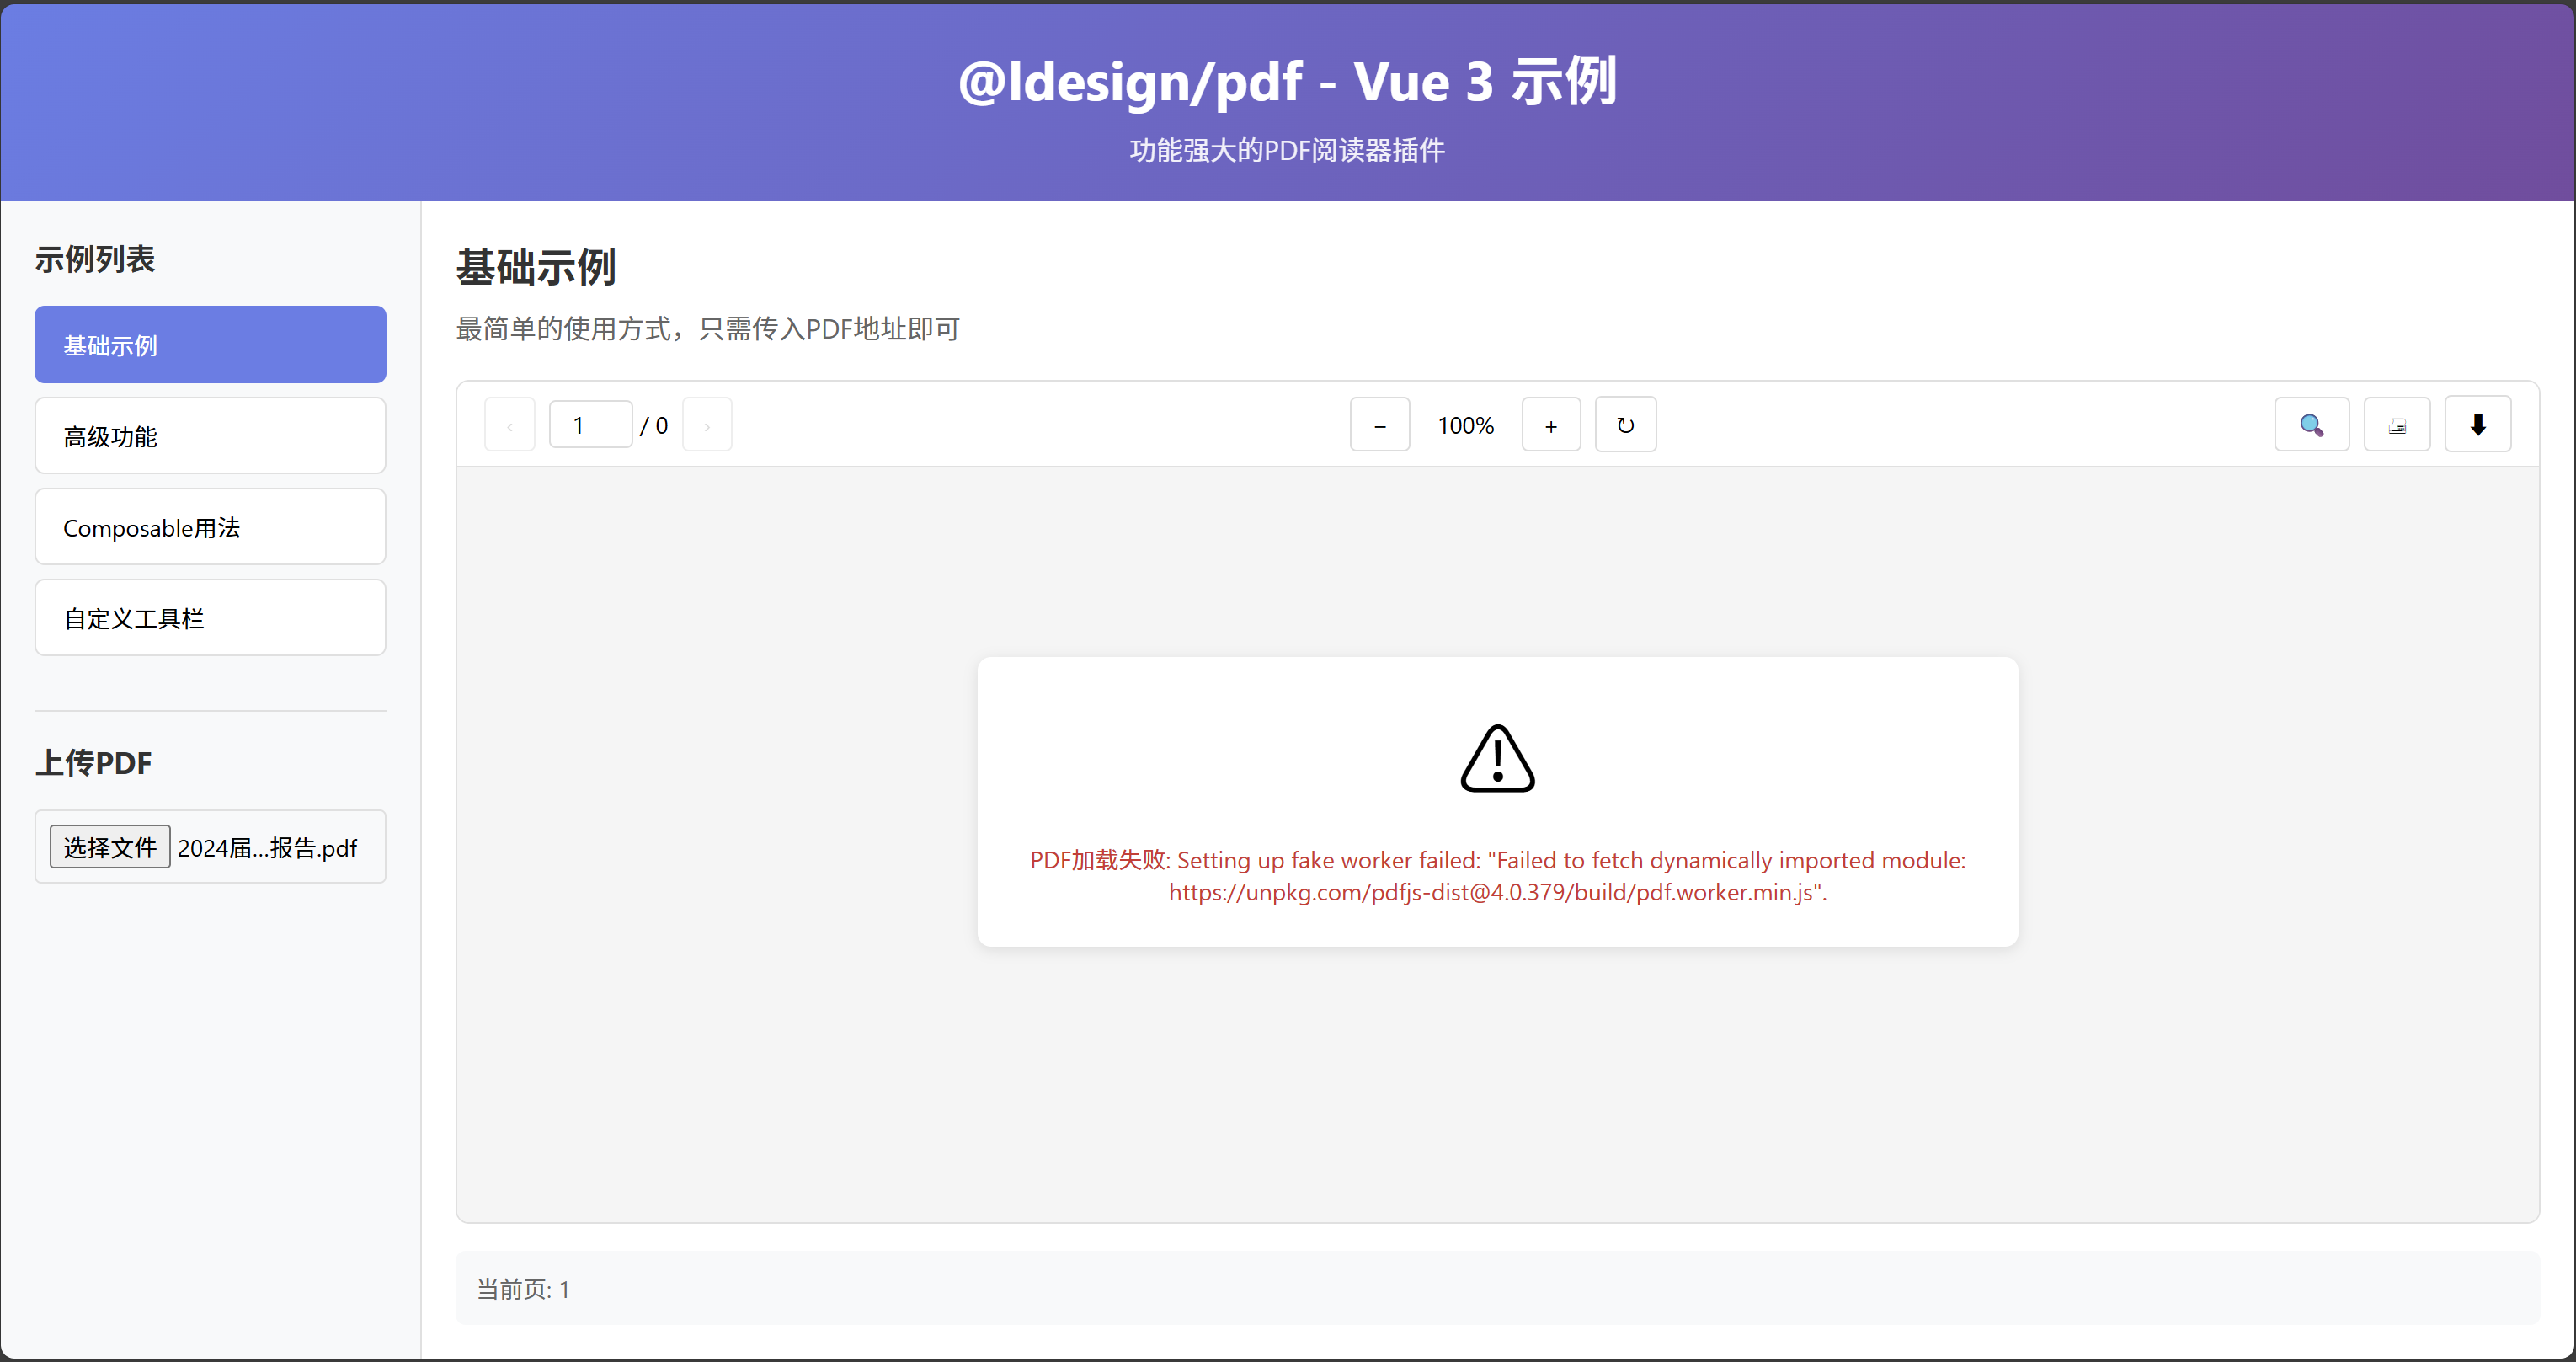 @ldesign/pdf - Vue 3 示例
功能强大的PDF阅读器插件
示例列表
基础示例
高级功能
Composable用法
自定义工具栏
上传PDF
选择文件 2024届...报告.pdf
基础示例
最简单的使用方式，只需传入PDF地址即可
‹ 1 / 0 › − 100% + ↻
PDF加载失败: Setting up fake worker failed: "Failed to fetch dynamically imported module:
https://unpkg.com/pdfjs-dist@4.0.379/build/pdf.worker.min.js".
当前页: 1